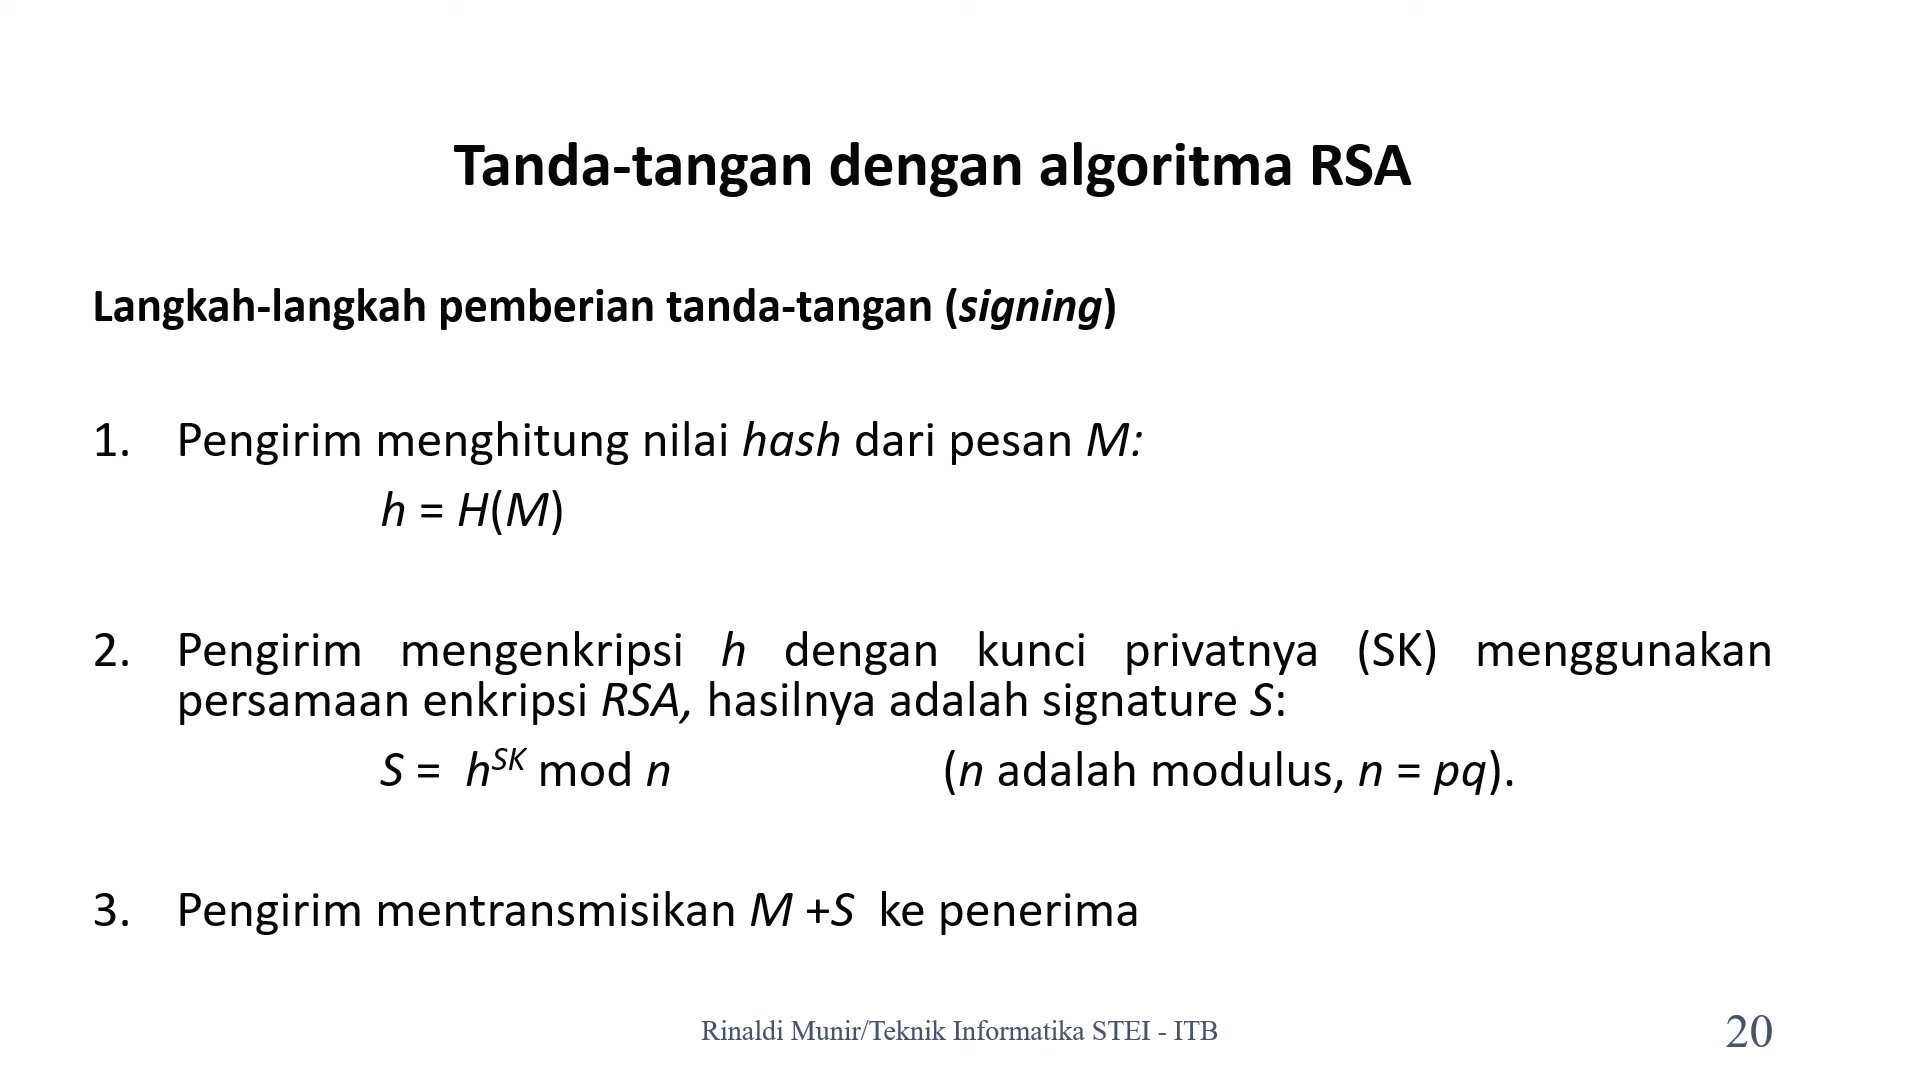 Tanda-tangan dengan algoritma RSA
Langkah-langkah pemberian tanda-tangan (signing)
1. Pengirim menghitung nilai hash dari pesan M:
h = H(M)
2. Pengirim mengenkripsi h dengan kunci privatnya (SK) menggunakan
persamaan enkripsi RSA, hasilnya adalah signature S:
S = h^SK mod n (n adalah modulus, n = pq).
3. Pengirim mentransmisikan M +S ke penerima
Rinaldi Munir/Teknik Informatika STEI - ITB
20